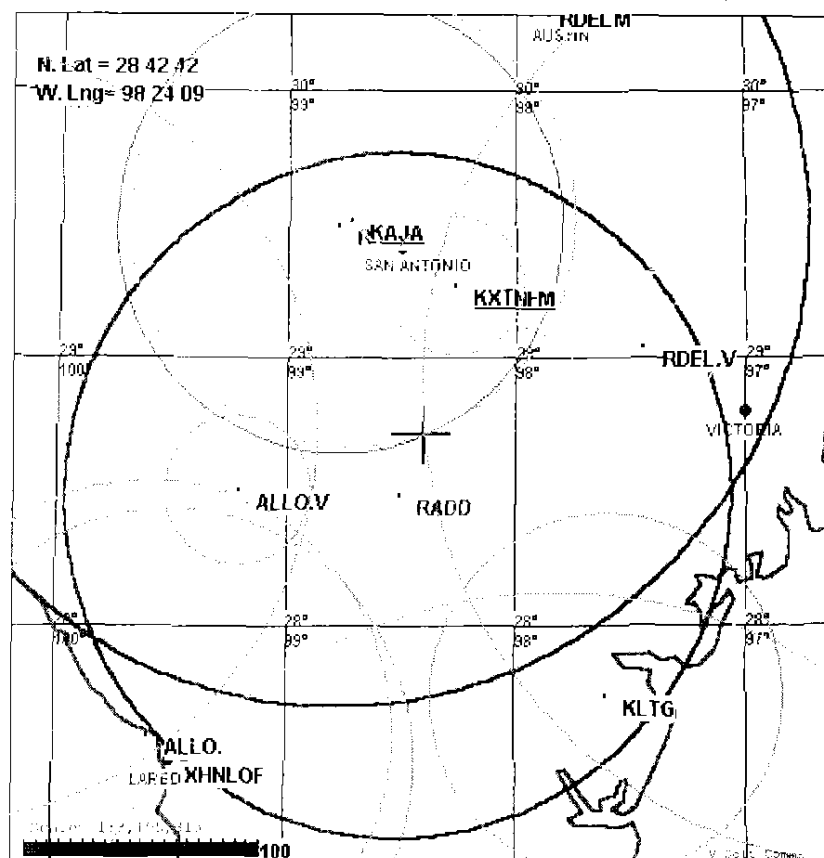 RDEL.M
AUSTIN
N. Lat = 28 42 42
W. Lng= 98 24 09
30°
99°
30°
98°
30°
97°
KAJA
SAN ANTONIO
KXTNFM
29°
100°
29°
99°
29°
98°
RDEL.V
29°
97°
VICTORIA
ALLO.V
RADD
28°
100°
28°
99°
28°
98°
28°
97°
KLTG
ALLO.
LAREDO
XHNLOF
100